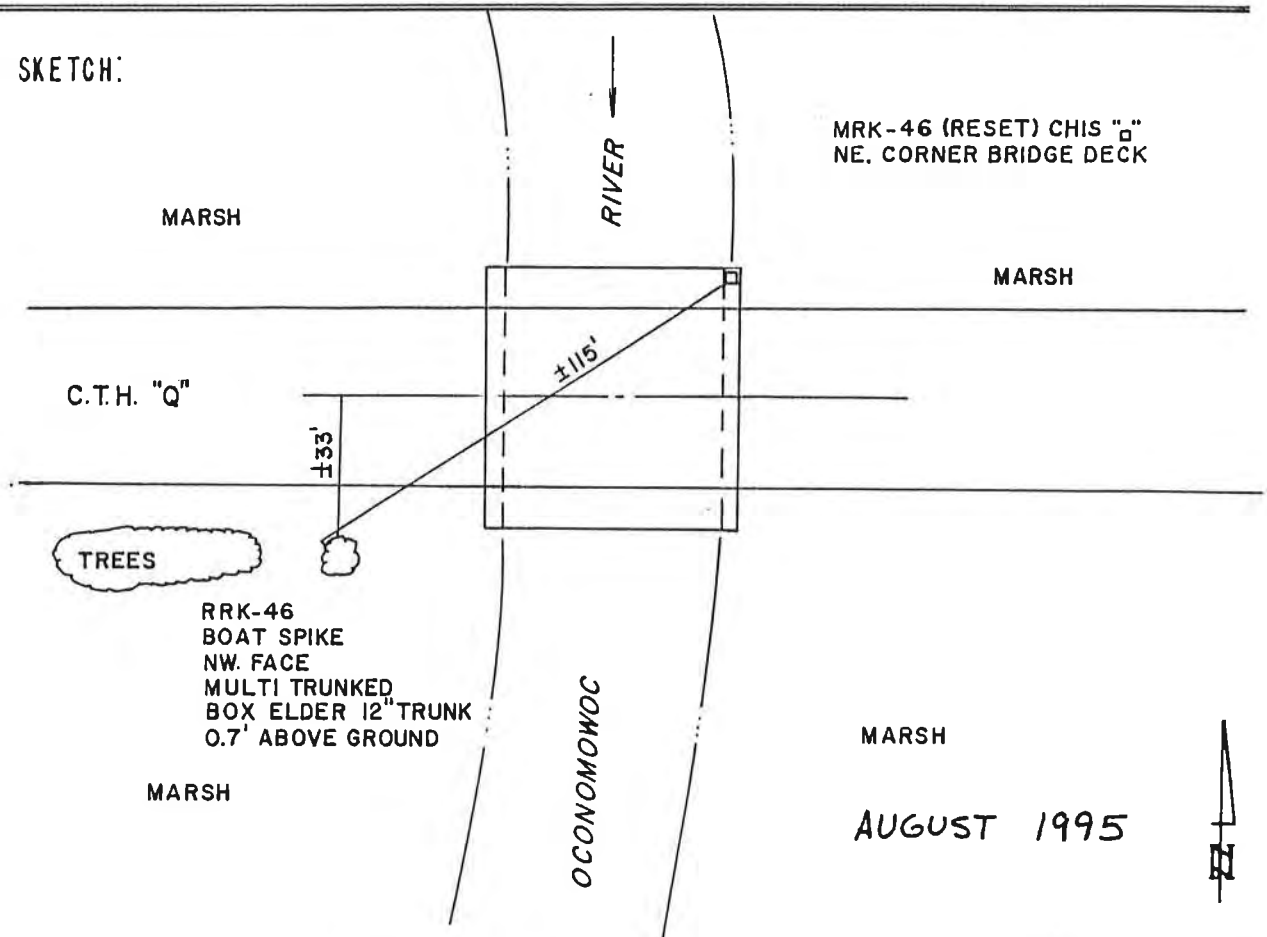 SKETCH:
RIVER
MRK-46 (RESET) CHIS "□"
NE. CORNER BRIDGE DECK
MARSH
MARSH
±115'
C.T.H. "Q"
±33'
TREES
RRK-46
BOAT SPIKE
NW. FACE
MULTI TRUNKED
BOX ELDER 12" TRUNK
0.7' ABOVE GROUND
OCONOMOWOC
MARSH
MARSH
AUGUST 1995
N